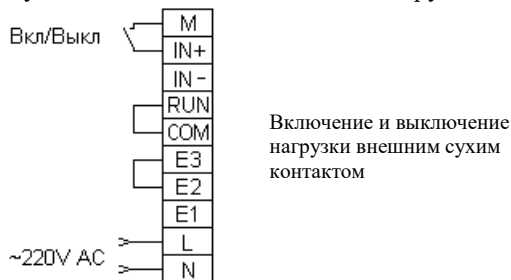 Вкл/Выкл
M
IN+
IN -
RUN
COM
E3
E2
E1
L
N
~220V AC
Включение и выключение
нагрузки внешним сухим
контактом